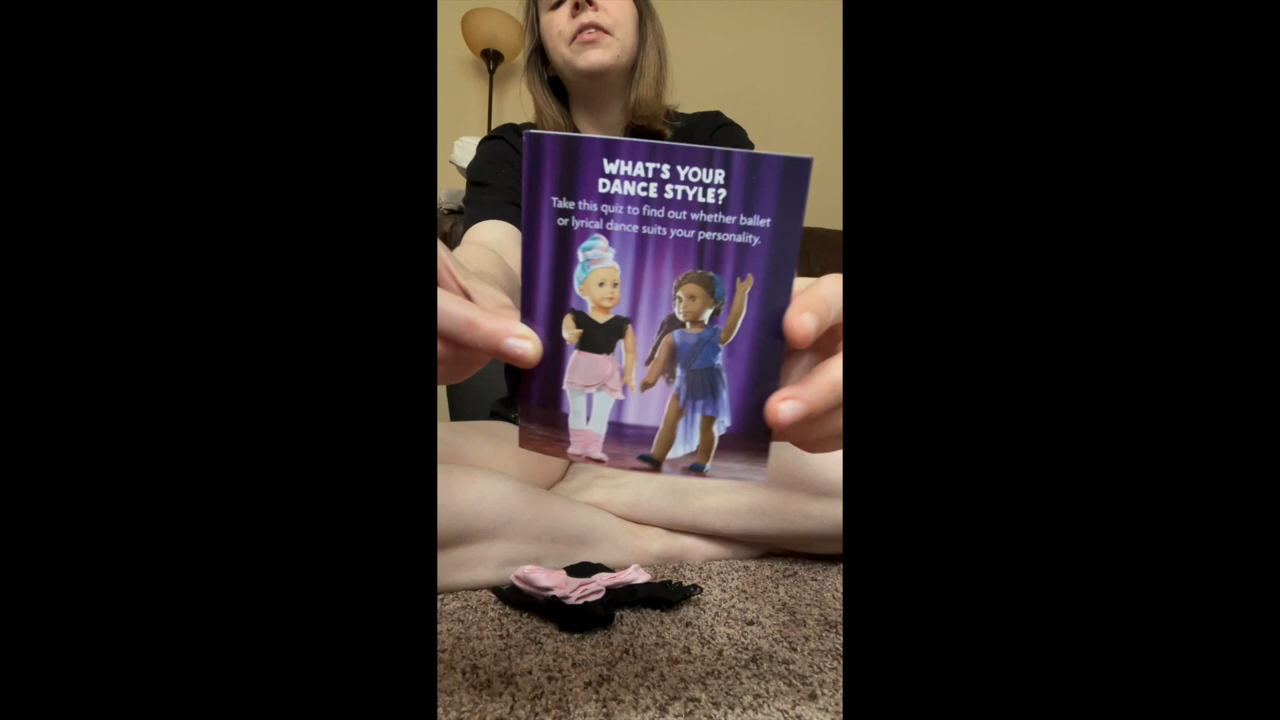 WHAT'S YOUR
DANCE STYLE?
Take this quiz to find out whether ballet
or lyrical dance suits your personality.